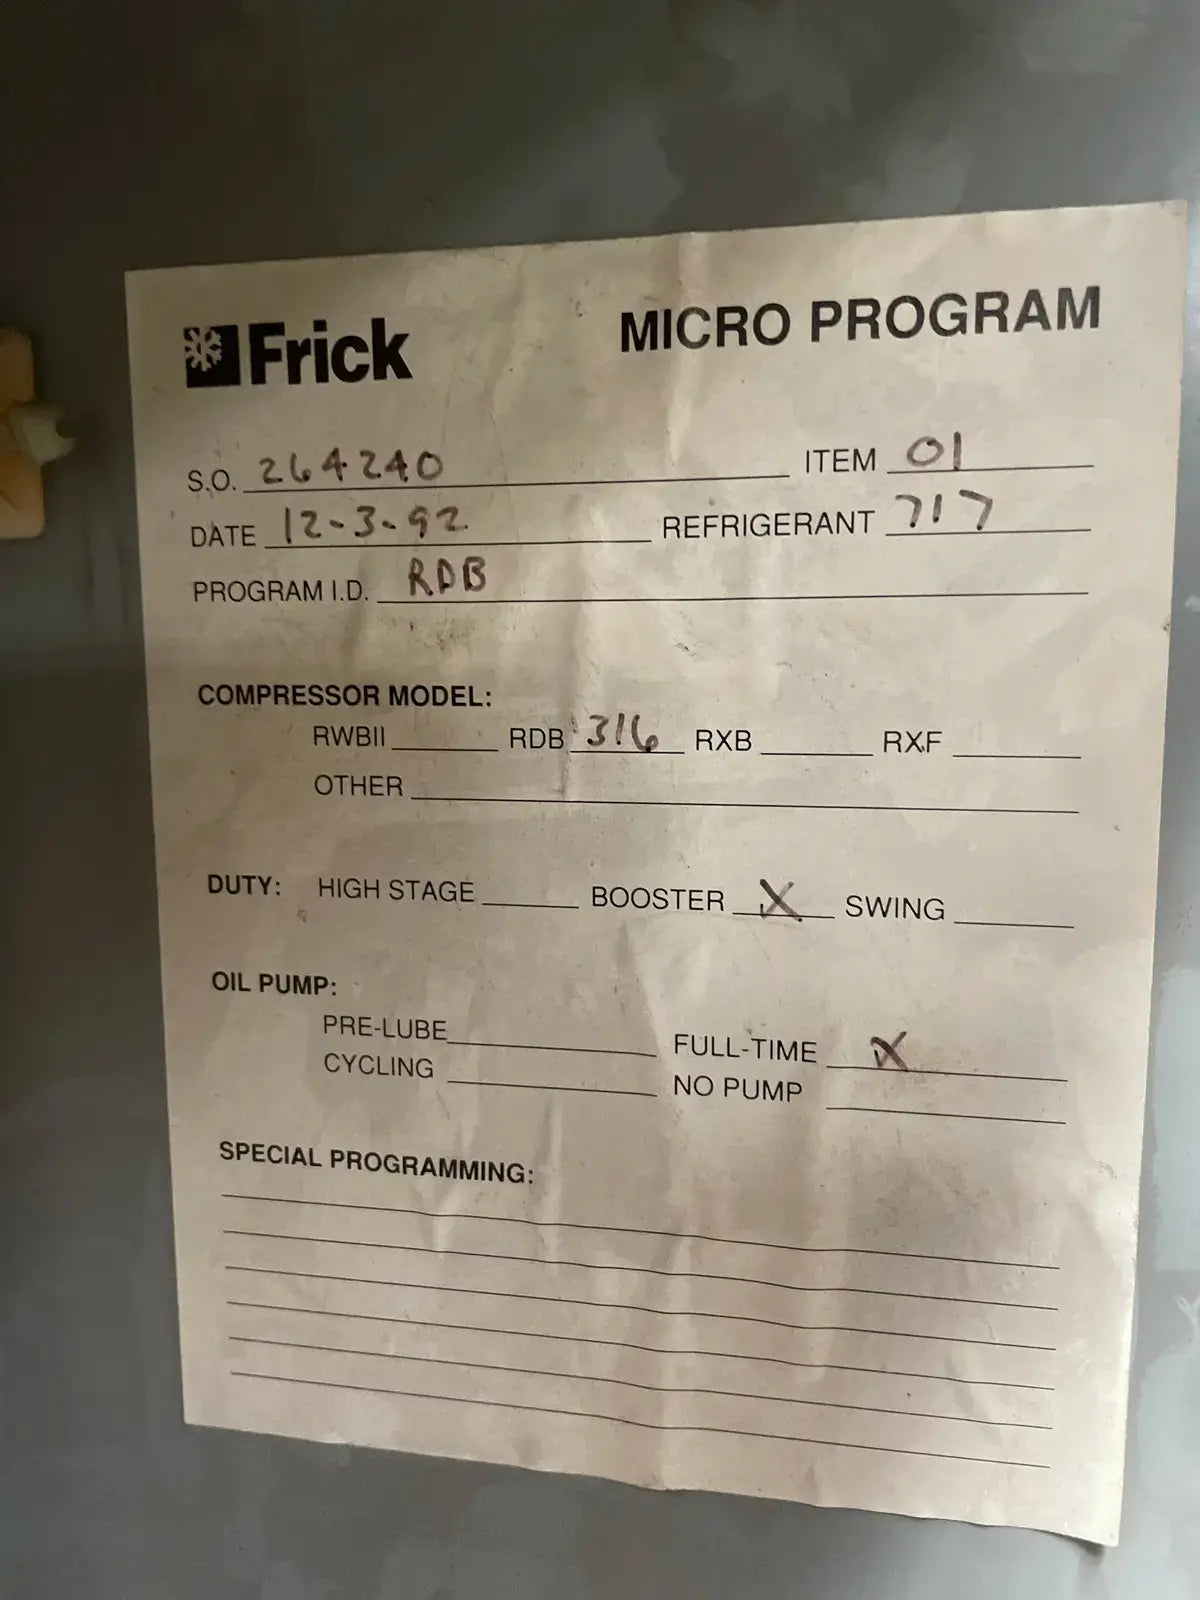 Frick MICRO PROGRAM
S.O. 264240 ITEM 01
DATE 12-3-92 REFRIGERANT 717
PROGRAM I.D. RDB
COMPRESSOR MODEL:
RWBII RDB 316 RXB RXF
OTHER
DUTY: HIGH STAGE BOOSTER X SWING
OIL PUMP:
PRE-LUBE FULL-TIME X
CYCLING NO PUMP
SPECIAL PROGRAMMING: